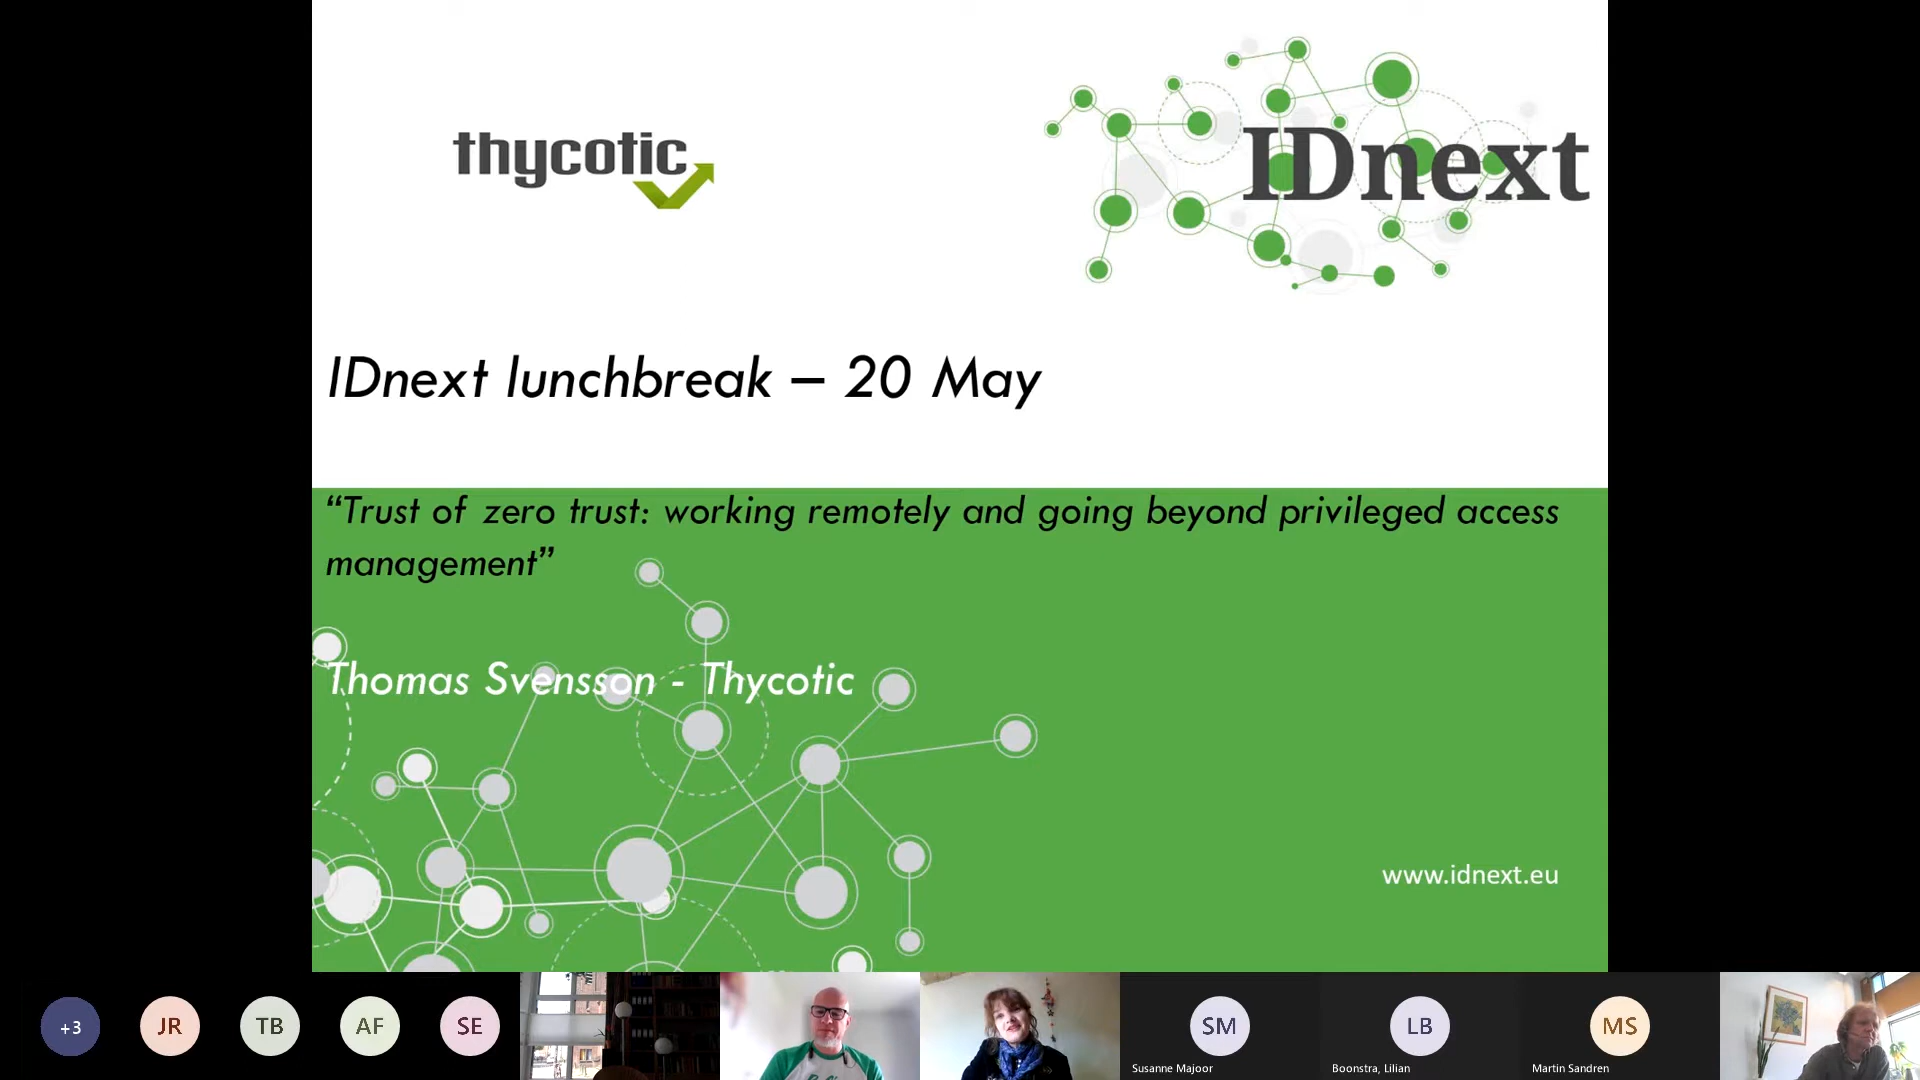 thycotic
IDnext
IDnext lunchbreak – 20 May
“Trust of zero trust: working remotely and going beyond privileged access
management”
Thomas Svensson - Thycotic
www.idnext.eu
+3
JR
TB
AF
SE
SM
LB
MS
Susanne Majoor
Boonstra, Lilian
Martin Sandren